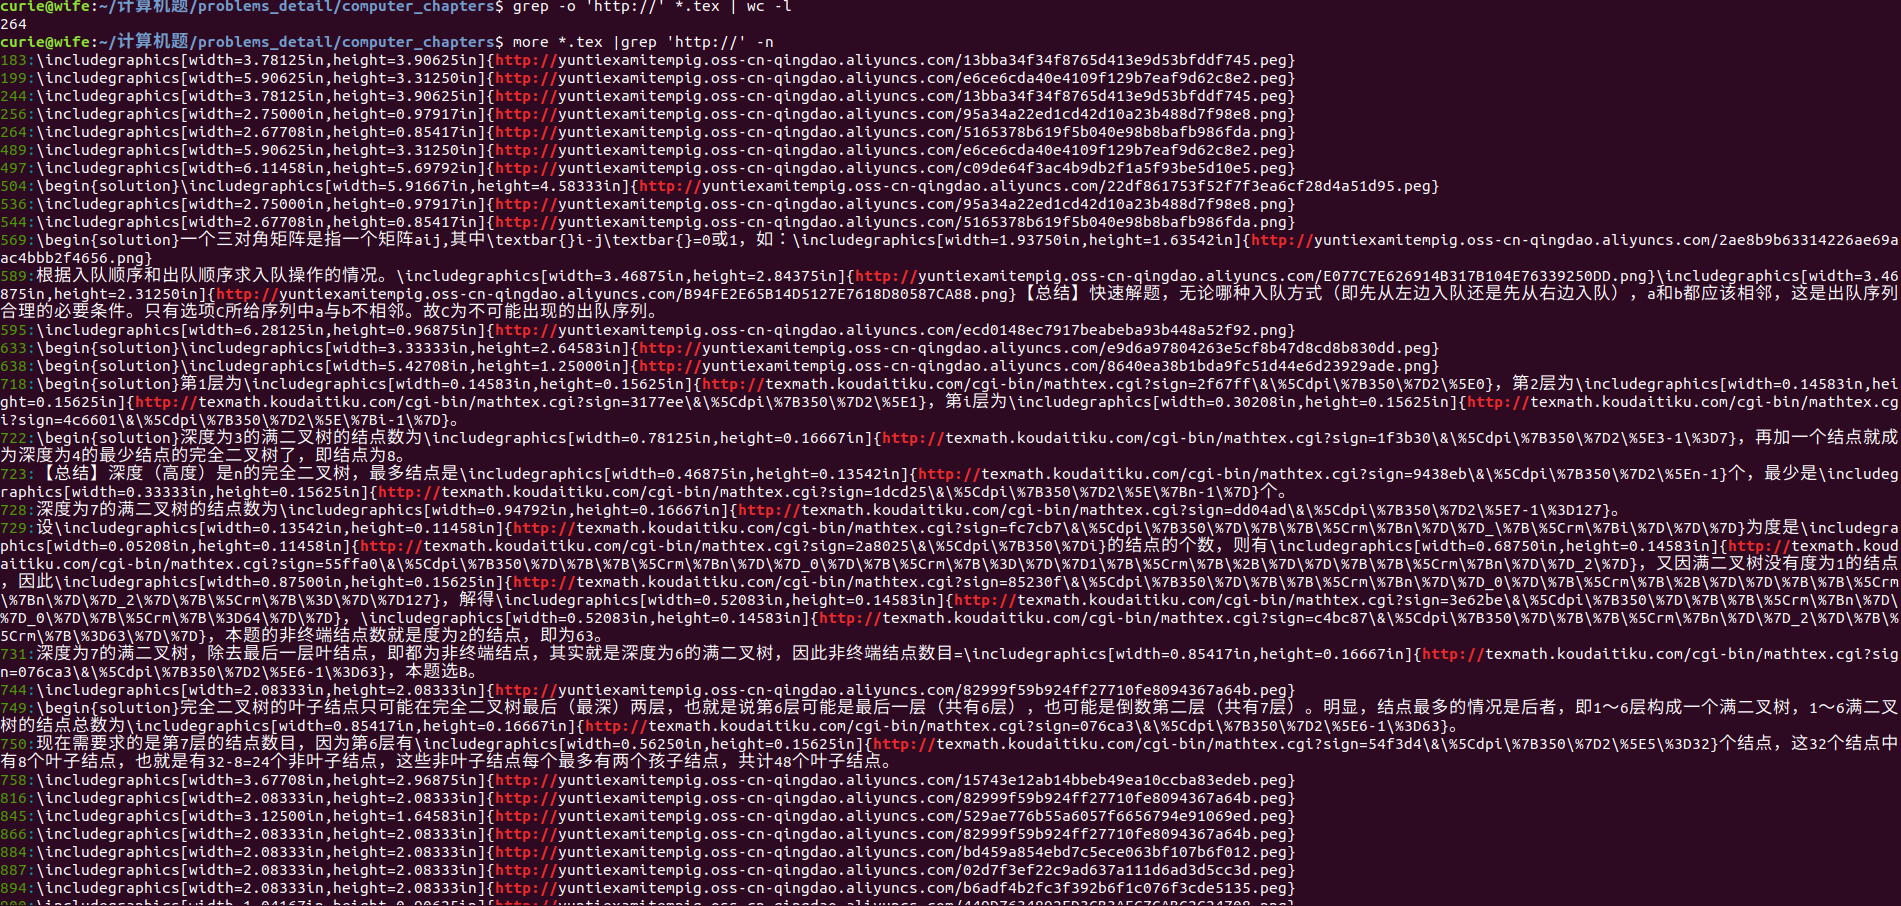 curie@wife:~/计算机题/problems_detail/computer_chapters$ grep -o 'http://' *.tex | wc -l
264
curie@wife:~/计算机题/problems_detail/computer_chapters$ more *.tex |grep 'http://' -n
183:\includegraphics[width=3.78125in,height=3.90625in]{http://yuntiexamitempig.oss-cn-qingdao.aliyuncs.com/13bba34f34f8765d413e9d53bfddf745.peg}
199:\includegraphics[width=5.90625in,height=3.31250in]{http://yuntiexamitempig.oss-cn-qingdao.aliyuncs.com/e6ce6cda40e4109f129b7eaf9d62c8e2.peg}
244:\includegraphics[width=3.78125in,height=3.90625in]{http://yuntiexamitempig.oss-cn-qingdao.aliyuncs.com/13bba34f34f8765d413e9d53bfddf745.peg}
256:\includegraphics[width=2.75000in,height=0.97917in]{http://yuntiexamitempig.oss-cn-qingdao.aliyuncs.com/95a34a22ed1cd42d10a23b488d7f98e8.png}
264:\includegraphics[width=2.67708in,height=0.85417in]{http://yuntiexamitempig.oss-cn-qingdao.aliyuncs.com/5165378b619f5b040e98b8bafb986fda.png}
489:\includegraphics[width=5.90625in,height=3.31250in]{http://yuntiexamitempig.oss-cn-qingdao.aliyuncs.com/e6ce6cda40e4109f129b7eaf9d62c8e2.peg}
497:\includegraphics[width=6.11458in,height=5.69792in]{http://yuntiexamitempig.oss-cn-qingdao.aliyuncs.com/c09de64f3ac4b9db2f1a5f93be5d10e5.peg}
504:\begin{solution}\includegraphics[width=5.91667in,height=4.58333in]{http://yuntiexamitempig.oss-cn-qingdao.aliyuncs.com/22df861753f52f7f3ea6cf28d4a51d95.peg}
536:\includegraphics[width=2.75000in,height=0.97917in]{http://yuntiexamitempig.oss-cn-qingdao.aliyuncs.com/95a34a22ed1cd42d10a23b488d7f98e8.png}
544:\includegraphics[width=2.67708in,height=0.85417in]{http://yuntiexamitempig.oss-cn-qingdao.aliyuncs.com/5165378b619f5b040e98b8bafb986fda.png}
569:\begin{solution}一个三对角矩阵是指一个矩阵aij,其中\textbar{}i-j\textbar{}=0或1，如：\includegraphics[width=1.93750in,height=1.63542in]{http://yuntiexamitempig.oss-cn-qingdao.aliyuncs.com/2ae8b9b63314226ae69a
ac4bbb2f4656.png}
589:根据入队顺序和出队顺序求入队操作的情况。\includegraphics[width=3.46875in,height=2.84375in]{http://yuntiexamitempig.oss-cn-qingdao.aliyuncs.com/E077C7E626914B317B104E76339250DD.png}\includegraphics[width=3.46
875in,height=2.31250in]{http://yuntiexamitempig.oss-cn-qingdao.aliyuncs.com/B94FE2E65B14D5127E7618D80587CA88.png}【总结】快速解题，无论哪种入队方式（即先从左边入队还是先从右边入队），a和b都应该相邻，这是出队序列
合理的必要条件。只有选项C所给序列中a与b不相邻。故C为不可能出现的出队序列。
595:\includegraphics[width=6.28125in,height=0.96875in]{http://yuntiexamitempig.oss-cn-qingdao.aliyuncs.com/ecd0148ec7917beabeba93b448a52f92.png}
633:\begin{solution}\includegraphics[width=3.33333in,height=2.64583in]{http://yuntiexamitempig.oss-cn-qingdao.aliyuncs.com/e9d6a97804263e5cf8b47d8cd8b830dd.peg}
638:\begin{solution}\includegraphics[width=5.42708in,height=1.25000in]{http://yuntiexamitempig.oss-cn-qingdao.aliyuncs.com/8640ea38b1bda9fc51d44e6d23929ade.png}
718:\begin{solution}第1层为\includegraphics[width=0.14583in,height=0.15625in]{http://texmath.koudaitiku.com/cgi-bin/mathtex.cgi?sign=2f67ff\&\%5Cdpi\%7B350\%7D2\%5E0}，第2层为\includegraphics[width=0.14583in,hei
ght=0.15625in]{http://texmath.koudaitiku.com/cgi-bin/mathtex.cgi?sign=3177ee\&\%5Cdpi\%7B350\%7D2\%5E1}，第i层为\includegraphics[width=0.30208in,height=0.15625in]{http://texmath.koudaitiku.com/cgi-bin/mathtex.cg
i?sign=4c6601\&\%5Cdpi\%7B350\%7D2\%5E\%7Bi-1\%7D}。
722:\begin{solution}深度为3的满二叉树的结点数为\includegraphics[width=0.78125in,height=0.16667in]{http://texmath.koudaitiku.com/cgi-bin/mathtex.cgi?sign=1f3b30\&\%5Cdpi\%7B350\%7D2\%5E3-1\%3D7}，再加一个结点就成
为深度为4的最少结点的完全二叉树了，即结点为8。
723:【总结】深度（高度）是n的完全二叉树，最多结点是\includegraphics[width=0.46875in,height=0.13542in]{http://texmath.koudaitiku.com/cgi-bin/mathtex.cgi?sign=9438eb\&\%5Cdpi\%7B350\%7D2\%5En-1}个，最少是\includeg
raphics[width=0.33333in,height=0.15625in]{http://texmath.koudaitiku.com/cgi-bin/mathtex.cgi?sign=1dcd25\&\%5Cdpi\%7B350\%7D2\%5E\%7Bn-1\%7D}个。
728:深度为7的满二叉树的结点数为\includegraphics[width=0.94792in,height=0.16667in]{http://texmath.koudaitiku.com/cgi-bin/mathtex.cgi?sign=dd04ad\&\%5Cdpi\%7B350\%7D2\%5E7-1\%3D127}。
729:设\includegraphics[width=0.13542in,height=0.11458in]{http://texmath.koudaitiku.com/cgi-bin/mathtex.cgi?sign=fc7cb7\&\%5Cdpi\%7B350\%7D\%7B\%7B\%5Crm\%7Bn\%7D\%7D_\%7B\%5Crm\%7Bi\%7D\%7D\%7D}为度是\includegra
phics[width=0.05208in,height=0.11458in]{http://texmath.koudaitiku.com/cgi-bin/mathtex.cgi?sign=2a8025\&\%5Cdpi\%7B350\%7Di}的结点的个数，则有\includegraphics[width=0.68750in,height=0.14583in]{http://texmath.koud
aitiku.com/cgi-bin/mathtex.cgi?sign=55ffa0\&\%5Cdpi\%7B350\%7D\%7B\%7B\%5Crm\%7Bn\%7D\%7D_0\%7D\%7B\%5Crm\%7B\%3D\%7D\%7D1\%7B\%5Crm\%7B\%2B\%7D\%7D\%7B\%7B\%5Crm\%7Bn\%7D\%7D_2\%7D}，又因满二叉树没有度为1的结点
，因此\includegraphics[width=0.87500in,height=0.15625in]{http://texmath.koudaitiku.com/cgi-bin/mathtex.cgi?sign=85230f\&\%5Cdpi\%7B350\%7D\%7B\%7B\%5Crm\%7Bn\%7D\%7D_0\%7D\%7B\%5Crm\%7B\%2B\%7D\%7D\%7B\%7B\%5Crm
\%7Bn\%7D\%7D_2\%7D\%7B\%5Crm\%7B\%3D\%7D\%7D127}，解得\includegraphics[width=0.52083in,height=0.14583in]{http://texmath.koudaitiku.com/cgi-bin/mathtex.cgi?sign=3e62be\&\%5Cdpi\%7B350\%7D\%7B\%7B\%5Crm\%7Bn\%7D\
%7D_0\%7D\%7B\%5Crm\%7B\%3D64\%7D\%7D}，\includegraphics[width=0.52083in,height=0.14583in]{http://texmath.koudaitiku.com/cgi-bin/mathtex.cgi?sign=c4bc87\&\%5Cdpi\%7B350\%7D\%7B\%7B\%5Crm\%7Bn\%7D\%7D_2\%7D\%7B\%
5Crm\%7B\%3D63\%7D\%7D}，本题的非终端结点数就是度为2的结点，即为63。
731:深度为7的满二叉树，除去最后一层叶结点，即都为非终端结点，其实就是深度为6的满二叉树，因此非终端结点数目=\includegraphics[width=0.85417in,height=0.16667in]{http://texmath.koudaitiku.com/cgi-bin/mathtex.cgi?sig
n=076ca3\&\%5Cdpi\%7B350\%7D2\%5E6-1\%3D63}，本题选B。
744:\includegraphics[width=2.08333in,height=2.08333in]{http://yuntiexamitempig.oss-cn-qingdao.aliyuncs.com/82999f59b924ff27710fe8094367a64b.peg}
749:\begin{solution}完全二叉树的叶子结点只可能在完全二叉树最后（最深）两层，也就是说第6层可能是最后一层（共有6层），也可能是倒数第二层（共有7层）。明显，结点最多的情况是后者，即1～6层构成一个满二叉树，1～6满二叉
树的结点总数为\includegraphics[width=0.85417in,height=0.16667in]{http://texmath.koudaitiku.com/cgi-bin/mathtex.cgi?sign=076ca3\&\%5Cdpi\%7B350\%7D2\%5E6-1\%3D63}。
750:现在需要求的是第7层的结点数目，因为第6层有\includegraphics[width=0.56250in,height=0.15625in]{http://texmath.koudaitiku.com/cgi-bin/mathtex.cgi?sign=54f3d4\&\%5Cdpi\%7B350\%7D2\%5E5\%3D32}个结点，这32个结点中
有8个叶子结点，也就是有32-8=24个非叶子结点，这些非叶子结点每个最多有两个孩子结点，共计48个叶子结点。
758:\includegraphics[width=3.67708in,height=2.96875in]{http://yuntiexamitempig.oss-cn-qingdao.aliyuncs.com/15743e12ab14bbeb49ea10ccba83edeb.peg}
816:\includegraphics[width=2.08333in,height=2.08333in]{http://yuntiexamitempig.oss-cn-qingdao.aliyuncs.com/82999f59b924ff27710fe8094367a64b.peg}
845:\includegraphics[width=3.12500in,height=1.64583in]{http://yuntiexamitempig.oss-cn-qingdao.aliyuncs.com/529ae776b55a6057f6656794e91069ed.peg}
866:\includegraphics[width=2.08333in,height=2.08333in]{http://yuntiexamitempig.oss-cn-qingdao.aliyuncs.com/82999f59b924ff27710fe8094367a64b.peg}
884:\includegraphics[width=2.08333in,height=2.08333in]{http://yuntiexamitempig.oss-cn-qingdao.aliyuncs.com/bd459a854ebd7c5ece063bf107b6f012.peg}
887:\includegraphics[width=2.08333in,height=2.08333in]{http://yuntiexamitempig.oss-cn-qingdao.aliyuncs.com/02d7f3ef22c9ad637a111d6ad3d5cc3d.peg}
894:\includegraphics[width=2.08333in,height=2.08333in]{http://yuntiexamitempig.oss-cn-qingdao.aliyuncs.com/b6adf4b2fc3f392b6f1c076f3cde5135.peg}